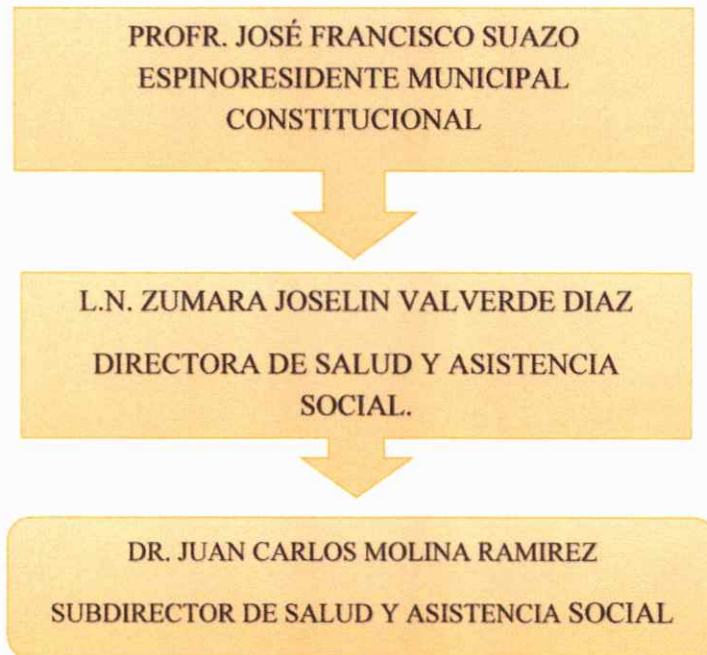 PROFR. JOSÉ FRANCISCO SUAZO
ESPINORESIDENTE MUNICIPAL
CONSTITUCIONAL
L.N. ZUMARA JOSELIN VALVERDE DIAZ
DIRECTORA DE SALUD Y ASISTENCIA
SOCIAL.
DR. JUAN CARLOS MOLINA RAMIREZ
SUBDIRECTOR DE SALUD Y ASISTENCIA SOCIAL